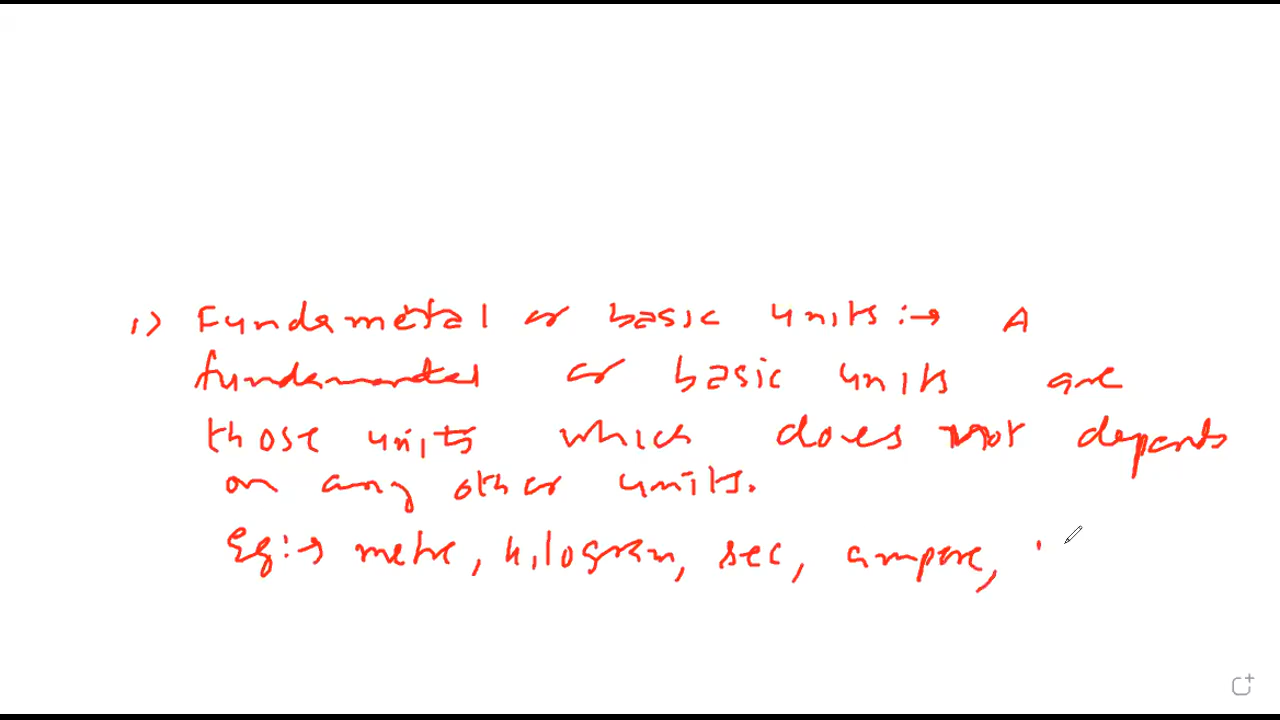 1) Fundametal or basic units :→ A
fundamental or basic units are
those units which does not depends
on any other units.
Eg :→ metre, kilogram, sec, ampere,